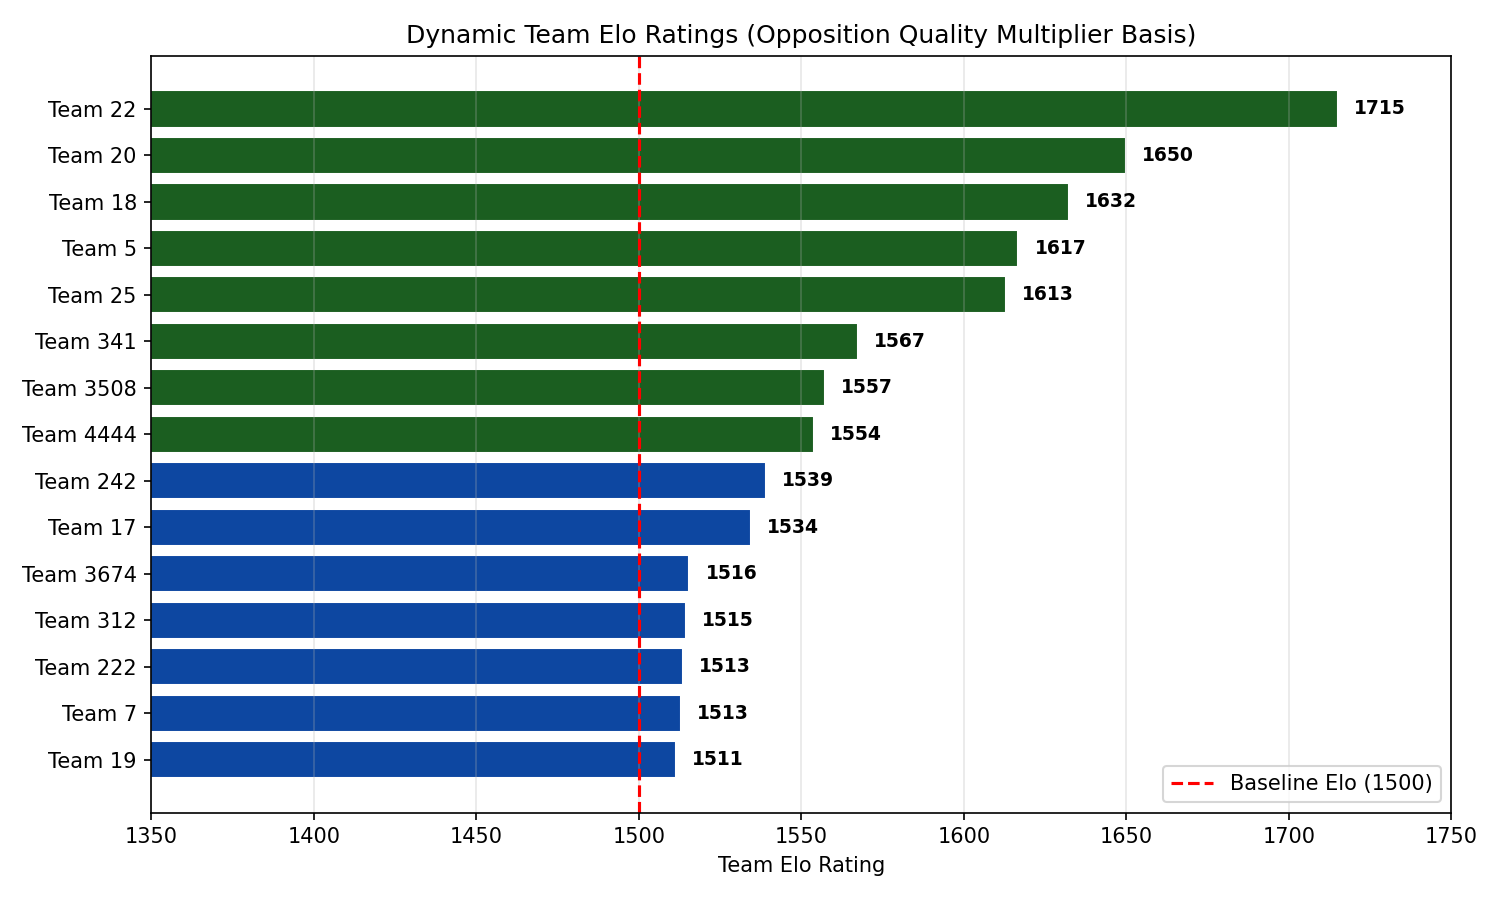 Dynamic Team Elo Ratings (Opposition Quality Multiplier Basis)
Team 22 1715
Team 20 1650
Team 18 1632
Team 5 1617
Team 25 1613
Team 341 1567
Team 3508 1557
Team 4444 1554
Team 242 1539
Team 17 1534
Team 3674 1516
Team 312 1515
Team 222 1513
Team 7 1513
Team 19 1511
Baseline Elo (1500)
1350 1400 1450 1500 1550 1600 1650 1700 1750
Team Elo Rating